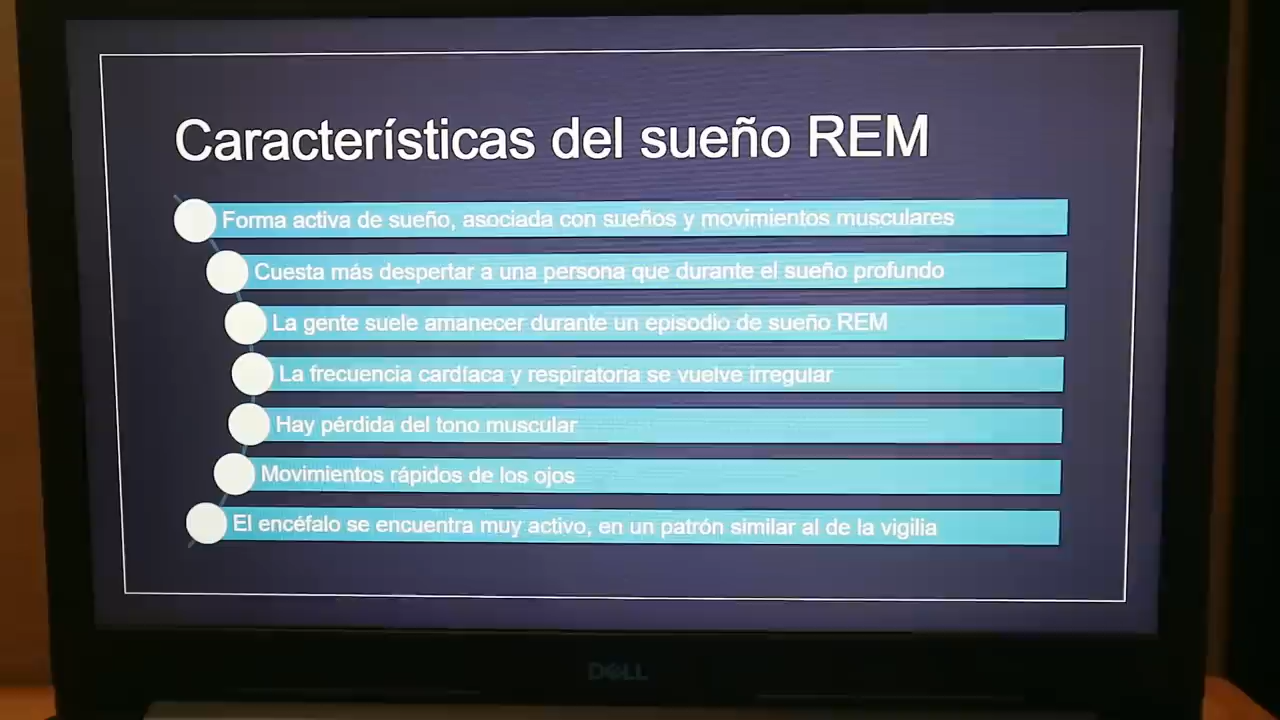 Características del sueño REM
Forma activa de sueño, asociada con sueños y movimientos musculares
Cuesta más despertar a una persona que durante el sueño profundo
La gente suele amanecer durante un episodio de sueño REM
La frecuencia cardíaca y respiratoria se vuelve irregular
Hay pérdida del tono muscular
Movimientos rápidos de los ojos
El encéfalo se encuentra muy activo, en un patrón similar al de la vigilia
DELL